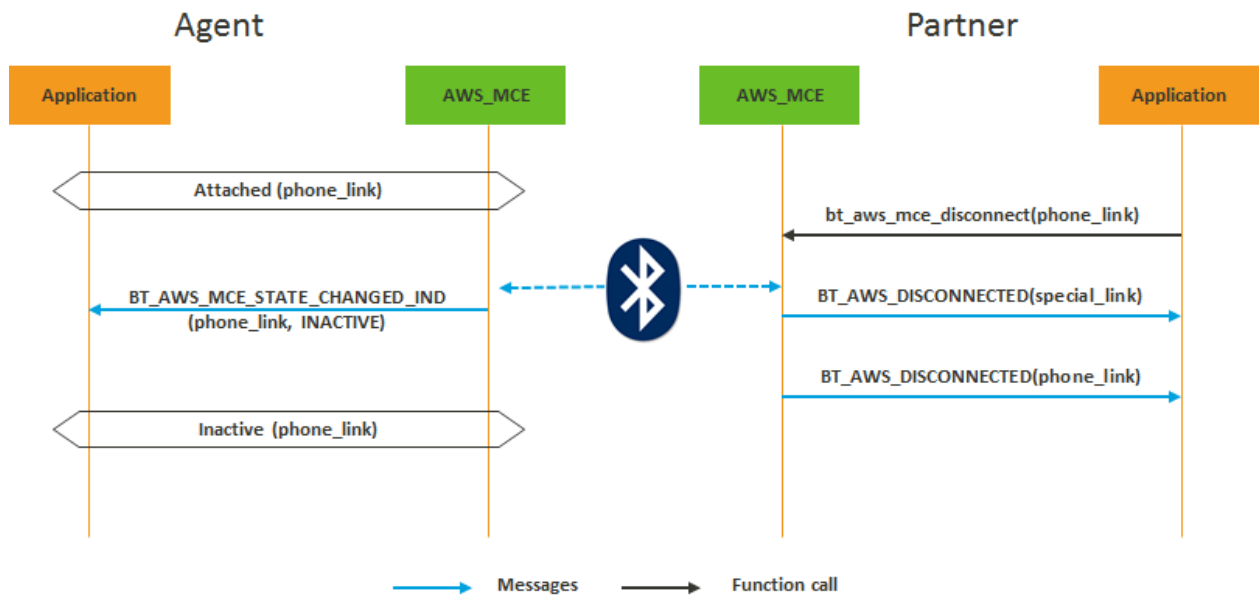 Agent
Partner
Application
AWS_MCE
AWS_MCE
Application
Attached (phone_link)
bt_aws_mce_disconnect(phone_link)
BT_AWS_MCE_STATE_CHANGED_IND
(phone_link, INACTIVE)
BT_AWS_DISCONNECTED(special_link)
BT_AWS_DISCONNECTED(phone_link)
Inactive (phone_link)
Messages
Function call